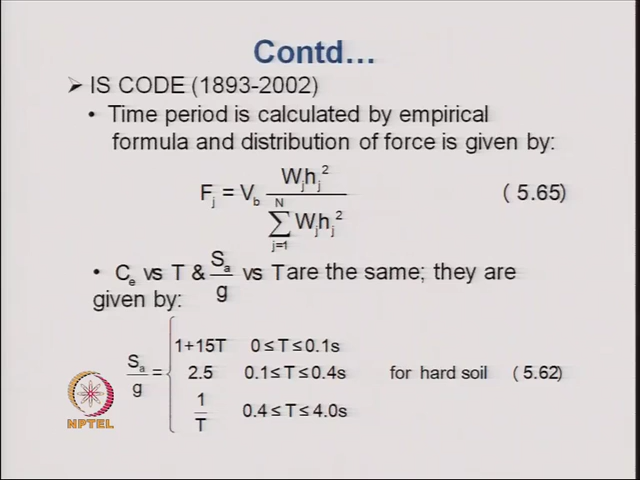 Contd...
➢ IS CODE (1893-2002)
• Time period is calculated by empirical
formula and distribution of force is given by:
F_j = V_b (W_j h_j^2) / (∑_{j=1}^{N} W_j h_j^2) ( 5.65)
• C_e vs T & S_a/g vs T are the same; they are
given by:
1+15T 0 ≤ T ≤ 0.1s
S_a/g = { 2.5 0.1 ≤ T ≤ 0.4s for hard soil ( 5.62)
1/T 0.4 ≤ T ≤ 4.0s
NPTEL